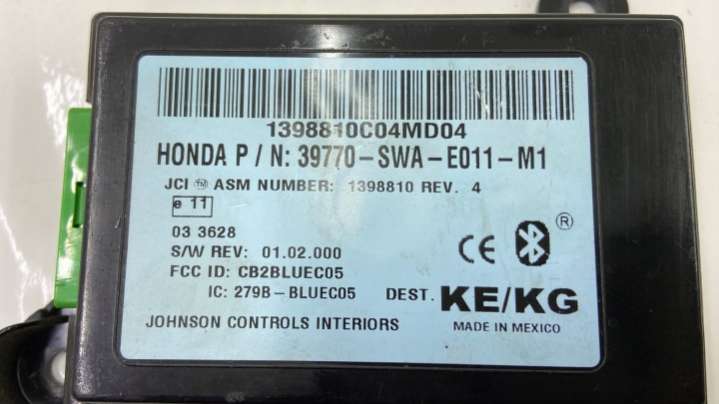 1398810C04MD04
HONDA P / N: 39770-SWA-E011-M1
JCI ™ ASM NUMBER: 1398810 REV. 4
e 11
03 3628
S/W REV: 01.02.000
FCC ID: CB2BLUEC05
IC: 279B-BLUEC05
CE ®
DEST. KE/KG
JOHNSON CONTROLS INTERIORS
MADE IN MEXICO